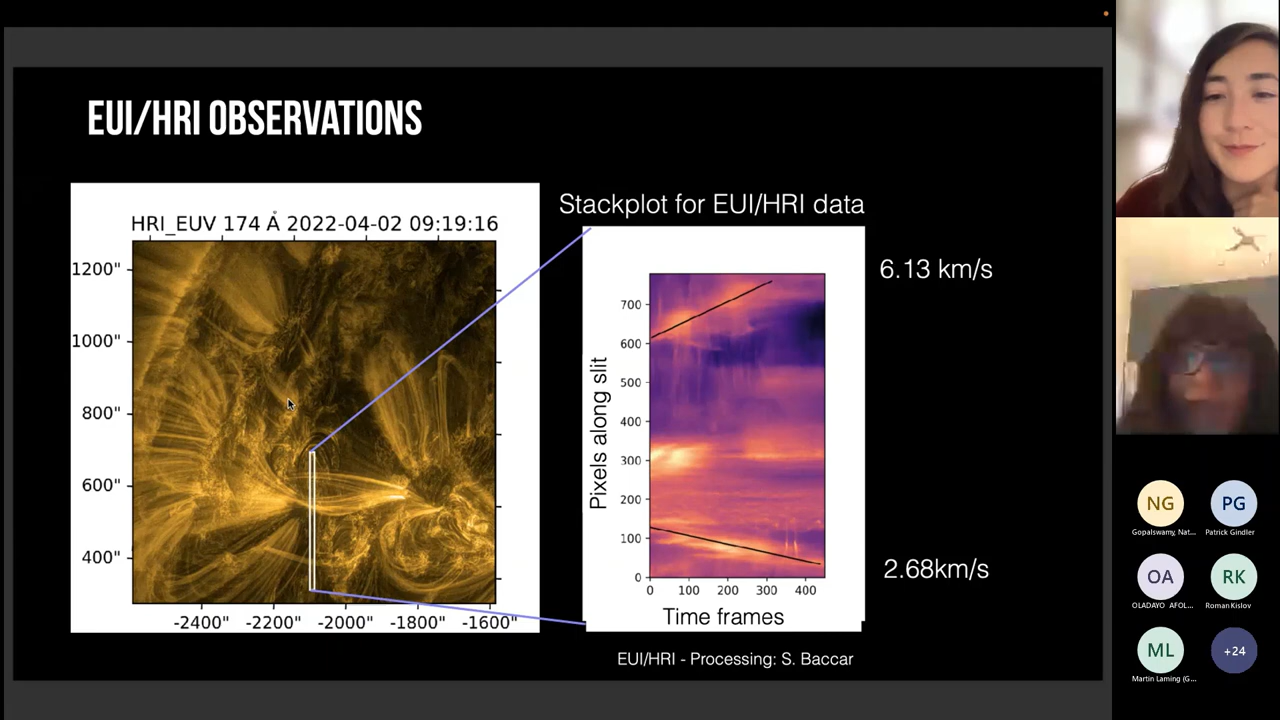 EUI/HRI OBSERVATIONS
HRI_EUV 174 Å 2022-04-02 09:19:16
1200"
1000"
800"
600"
400"
-2400" -2200" -2000" -1800" -1600"
Stackplot for EUI/HRI data
6.13 km/s
Pixels along slit
700
600
500
400
300
200
100
0
0 100 200 300 400
Time frames
2.68km/s
EUI/HRI - Processing: S. Baccar
NG
PG
Gopalswamy, Nat...
Patrick Gindler
OA
RK
OLADAYO AFOL...
Roman Kislov
ML
+24
Martin Laming (G...